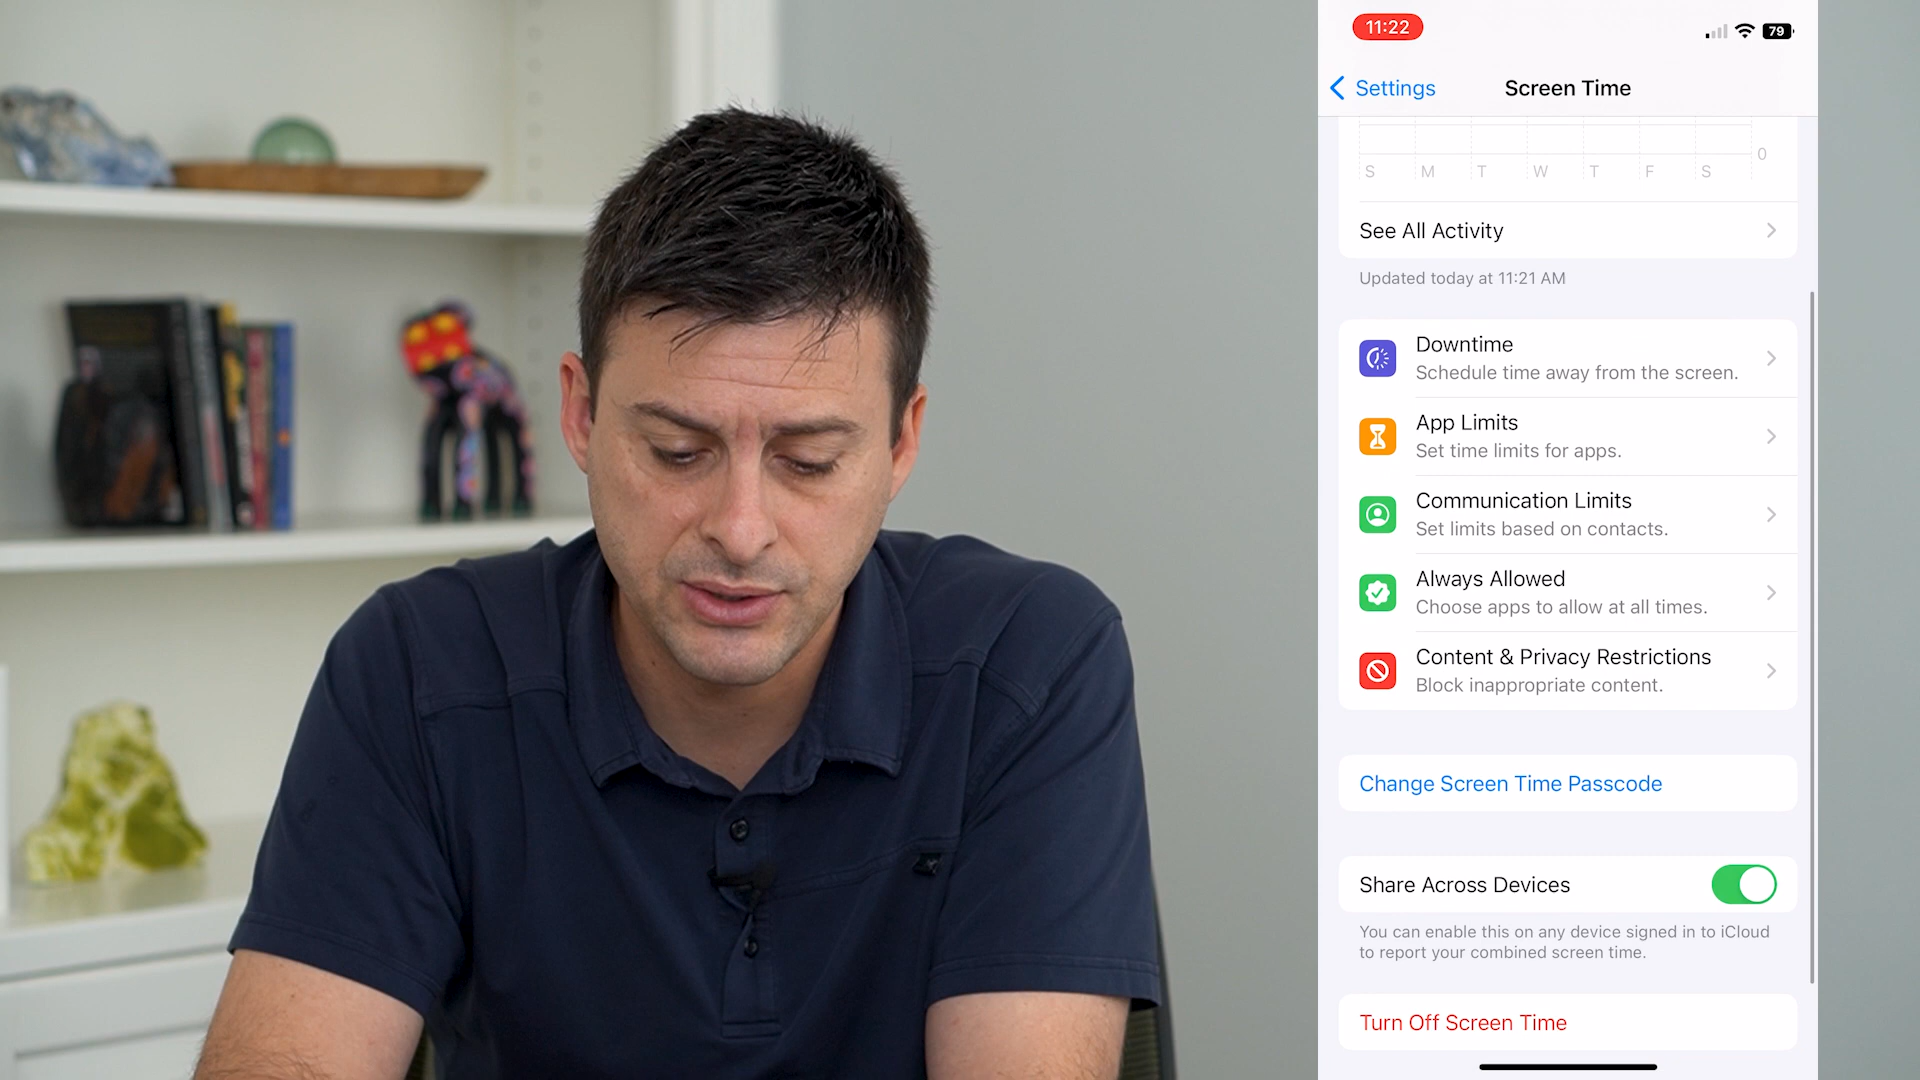 11:22
79
Settings
Screen Time
0
S M T W T F S
See All Activity
Updated today at 11:21 AM
Downtime
Schedule time away from the screen.
App Limits
Set time limits for apps.
Communication Limits
Set limits based on contacts.
Always Allowed
Choose apps to allow at all times.
Content & Privacy Restrictions
Block inappropriate content.
Change Screen Time Passcode
Share Across Devices
You can enable this on any device signed in to iCloud
to report your combined screen time.
Turn Off Screen Time